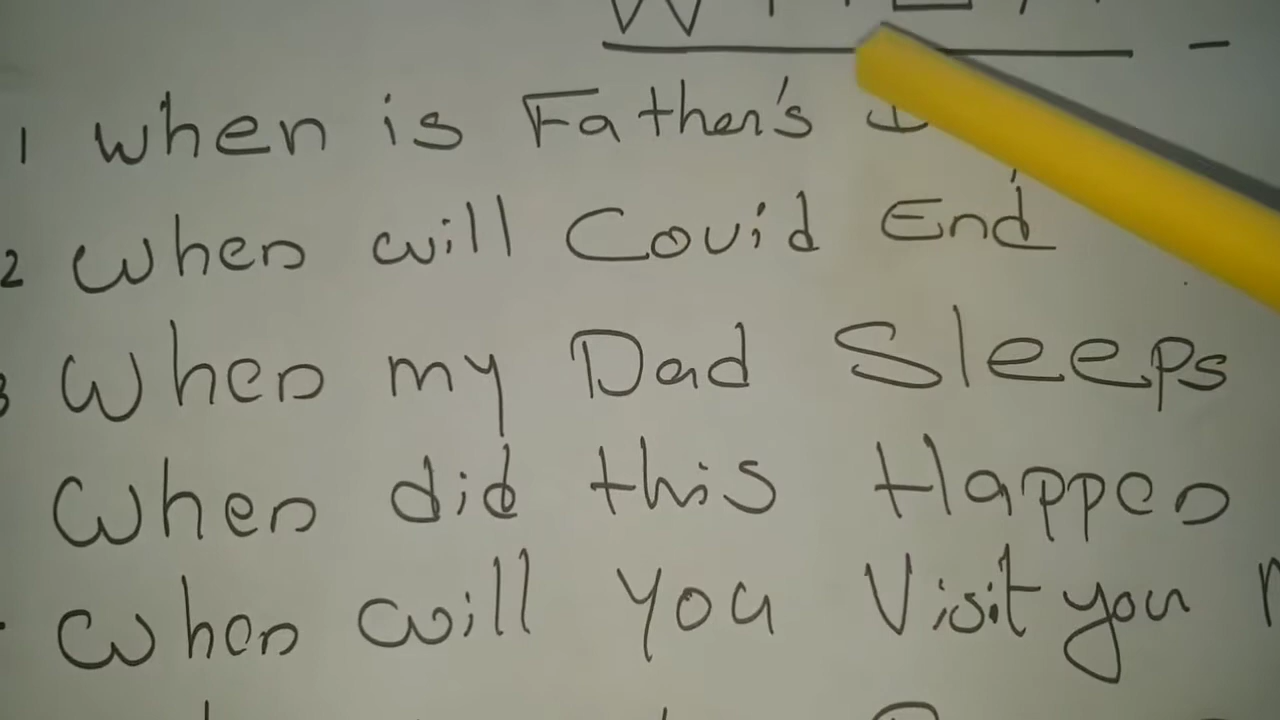 1 when is Father's
2 when will Covid End
3 When my Dad Sleeps
When did this Happen
When will you Visit you